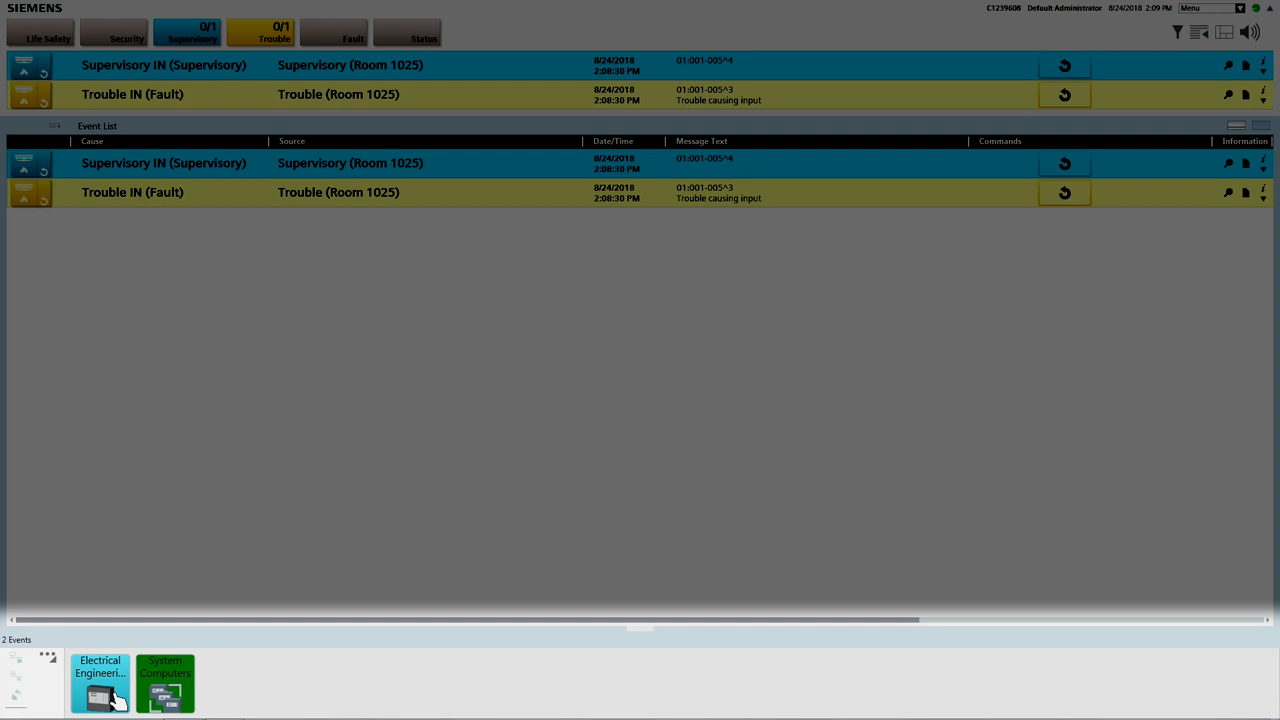 SIEMENS
C1239608 Default Administrator 8/24/2018 2:09 PM Menu
Life Safety
Security
0/1
Supervisory
0/1
Trouble
Fault
Status
Supervisory IN (Supervisory) Supervisory (Room 1025) 8/24/2018 01:001-005^4
2:08:30 PM
Trouble IN (Fault) Trouble (Room 1025) 8/24/2018 01:001-005^3
2:08:30 PM Trouble causing input
Event List
Cause Source Date/Time Message Text Commands Information
Supervisory IN (Supervisory) Supervisory (Room 1025) 8/24/2018 01:001-005^4
2:08:30 PM
Trouble IN (Fault) Trouble (Room 1025) 8/24/2018 01:001-005^3
2:08:30 PM Trouble causing input
2 Events
Electrical
Engineeri...
System
Computers